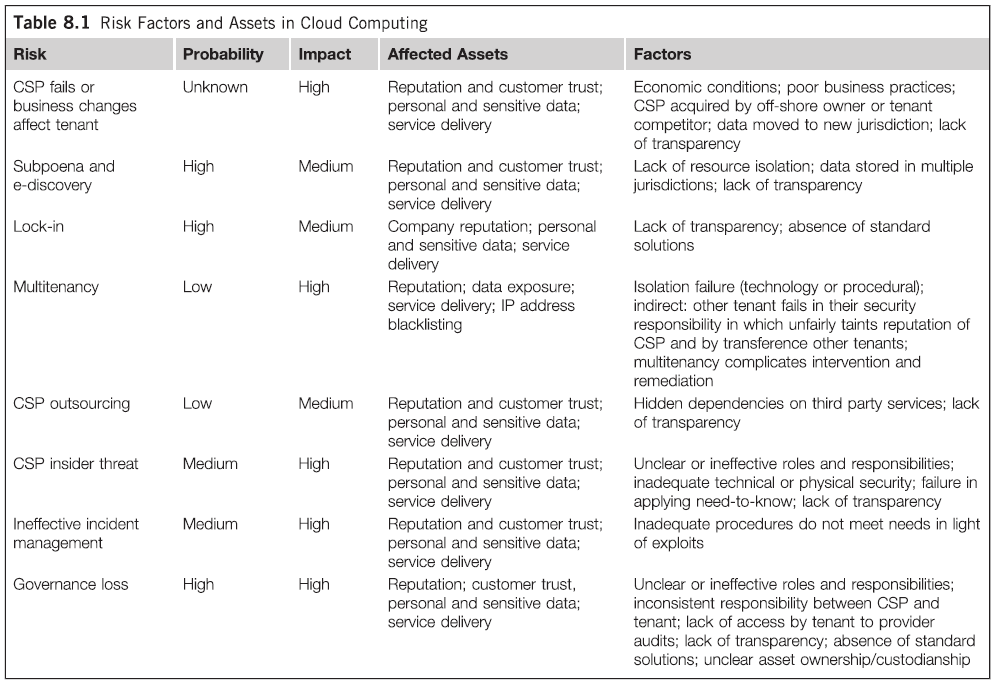 Table 8.1 Risk Factors and Assets in Cloud Computing
Risk Probability Impact Affected Assets Factors
CSP fails or Unknown High Reputation and customer trust; Economic conditions; poor business practices;
business changes personal and sensitive data; CSP acquired by off-shore owner or tenant
affect tenant service delivery competitor; data moved to new jurisdiction; lack
of transparency
Subpoena and High Medium Reputation and customer trust; Lack of resource isolation; data stored in multiple
e-discovery personal and sensitive data; jurisdictions; lack of transparency
service delivery
Lock-in High Medium Company reputation; personal Lack of transparency; absence of standard
and sensitive data; service solutions
delivery
Multitenancy Low High Reputation; data exposure; Isolation failure (technology or procedural);
service delivery; IP address indirect: other tenant fails in their security
blacklisting responsibility in which unfairly taints reputation of
CSP and by transference other tenants;
multitenancy complicates intervention and
remediation
CSP outsourcing Low Medium Reputation and customer trust; Hidden dependencies on third party services; lack
personal and sensitive data; of transparency
service delivery
CSP insider threat Medium High Reputation and customer trust; Unclear or ineffective roles and responsibilities;
personal and sensitive data; inadequate technical or physical security; failure in
service delivery applying need-to-know; lack of transparency
Ineffective incident Medium High Reputation and customer trust; Inadequate procedures do not meet needs in light
management personal and sensitive data; of exploits
service delivery
Governance loss High High Reputation; customer trust, Unclear or ineffective roles and responsibilities;
personal and sensitive data; inconsistent responsibility between CSP and
service delivery tenant; lack of access by tenant to provider
audits; lack of transparency; absence of standard
solutions; unclear asset ownership/custodianship